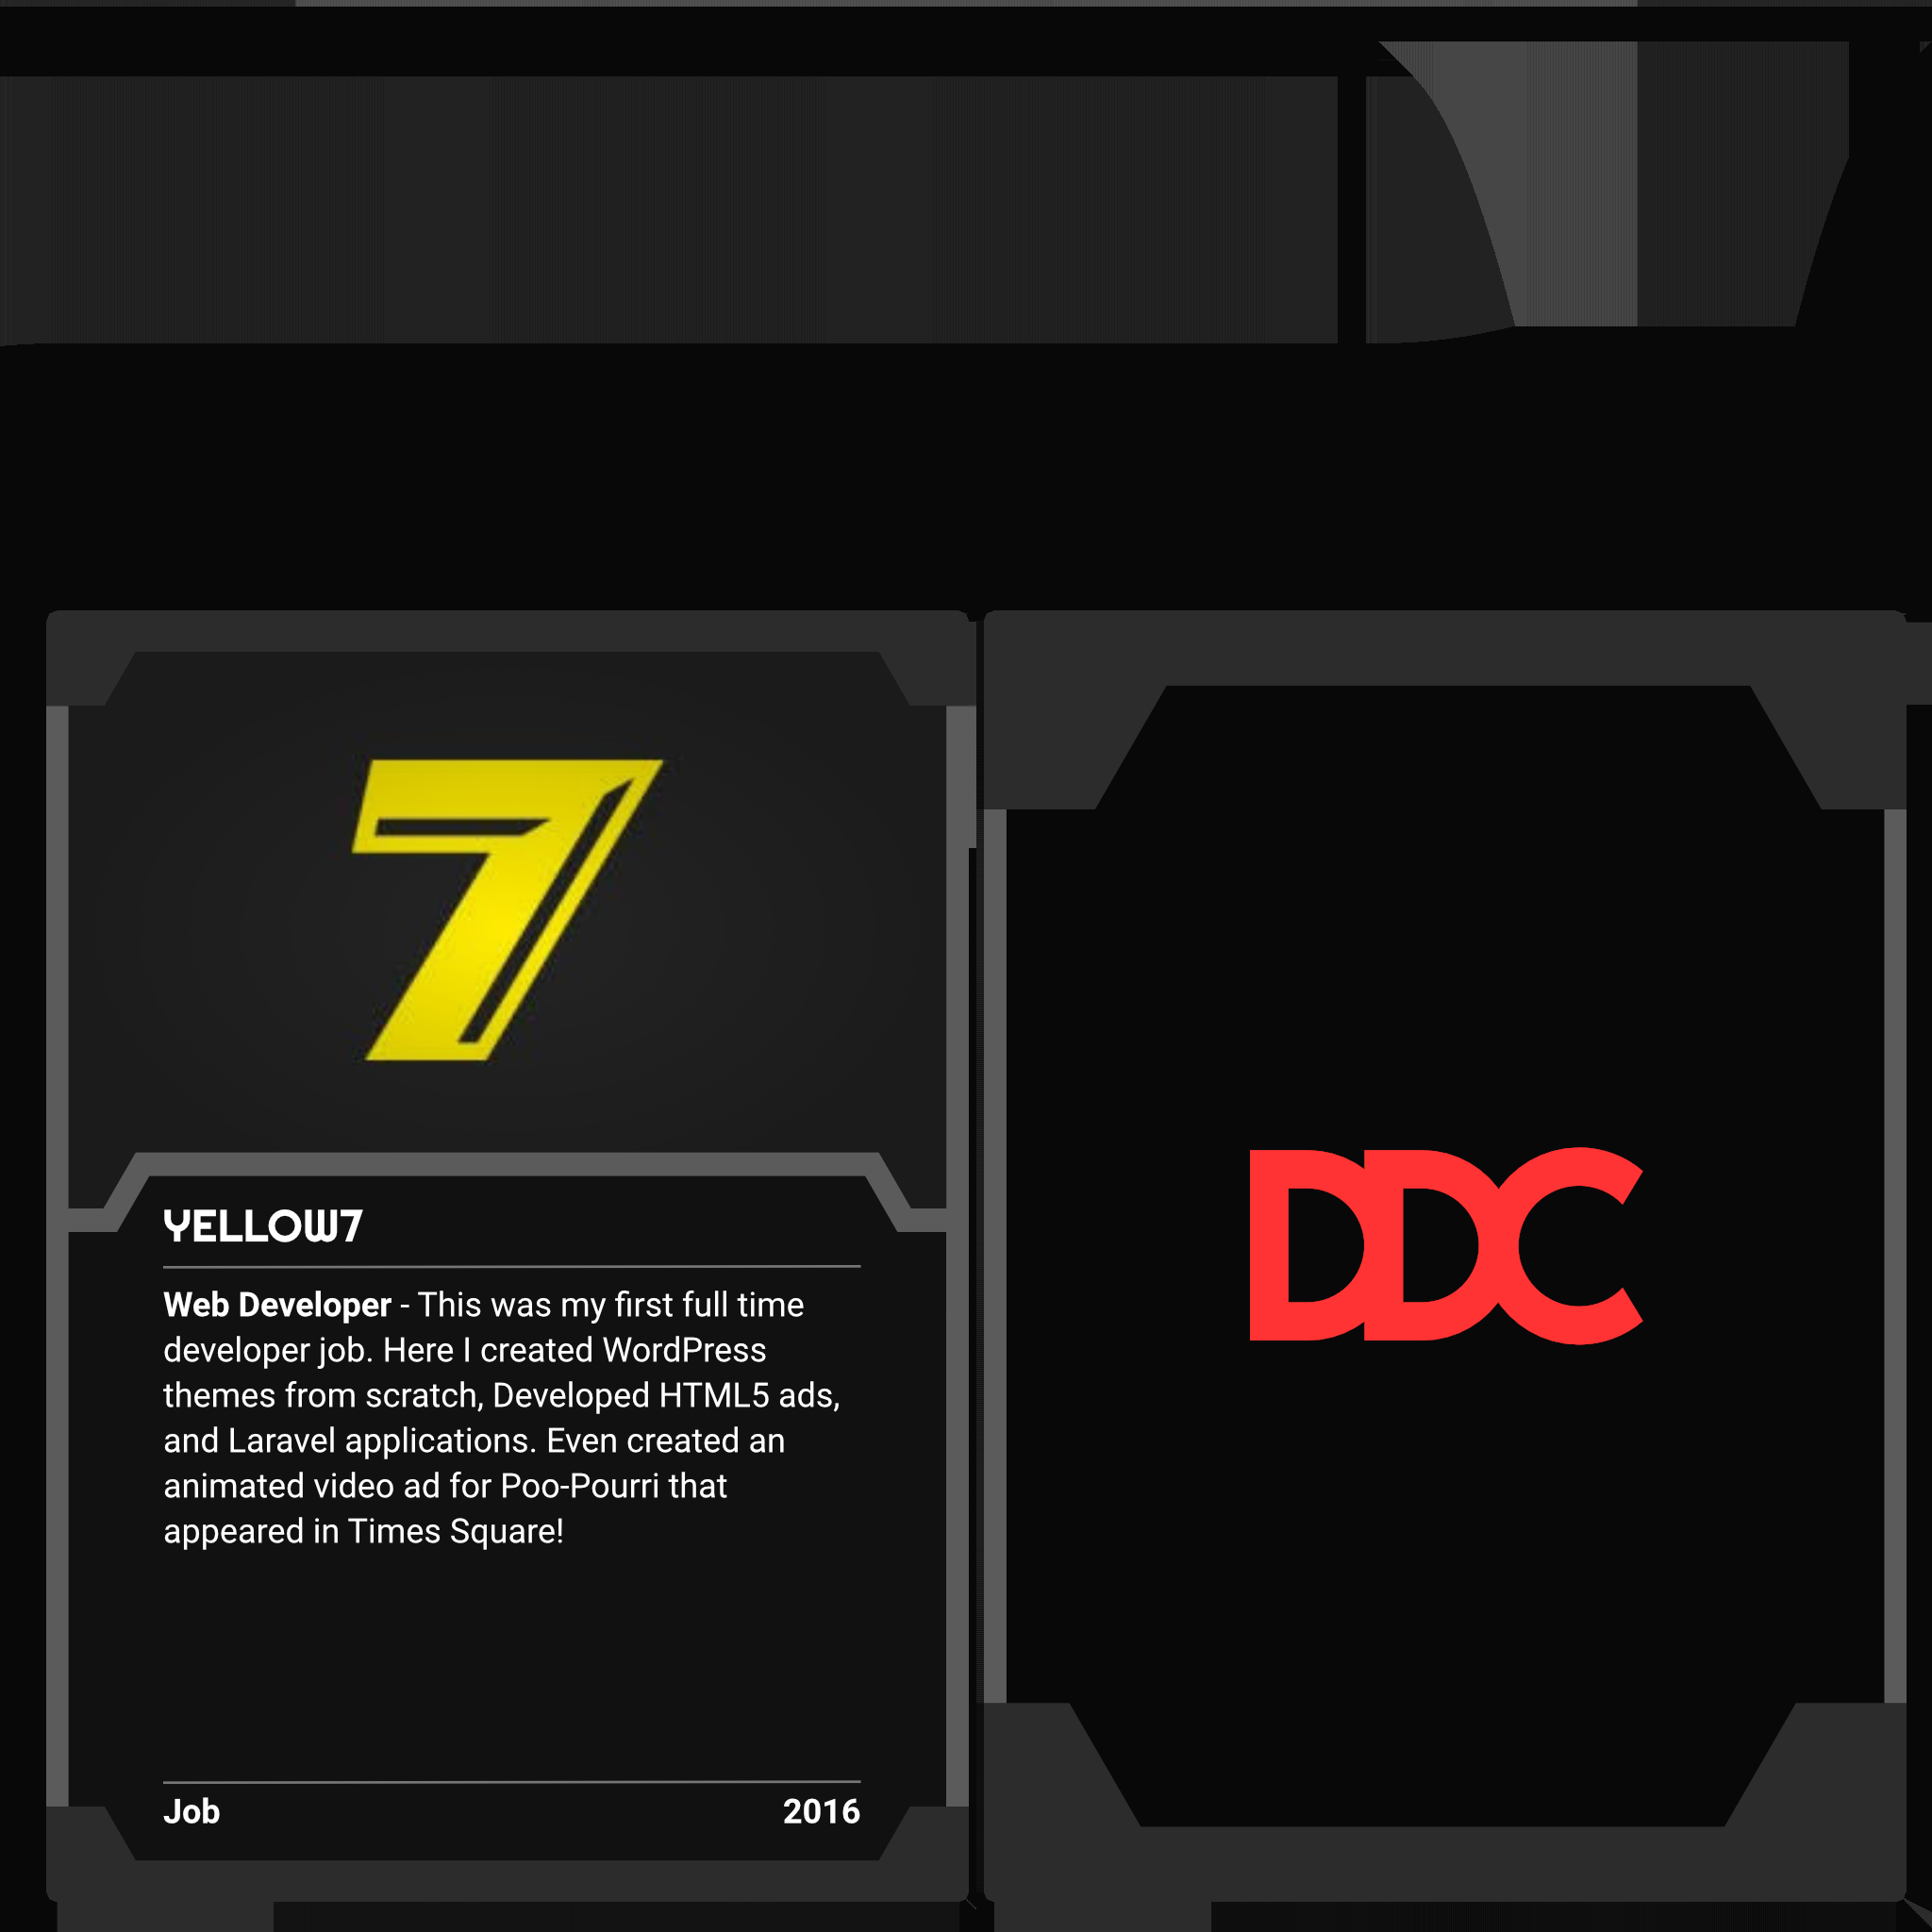 7
YELLOW7
Web Developer - This was my first full time
developer job. Here I created WordPress
themes from scratch, Developed HTML5 ads,
and Laravel applications. Even created an
animated video ad for Poo-Pourri that
appeared in Times Square!
Job 2016
DDC